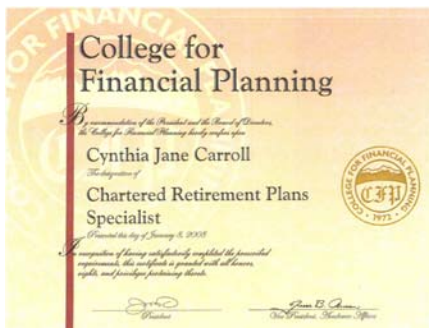 College for
Financial Planning
By recommendation of the President and the Board of Directors,
the College for Financial Planning hereby confers upon
Cynthia Jane Carroll
The designation of
Chartered Retirement Plans
Specialist
Presented this day of January 8, 2008
In recognition of having satisfactorily completed the prescribed
requirements, this certificate is granted with all honors,
rights, and privileges pertaining thereto.
COLLEGE FOR FINANCIAL PLANNING
CFP
• 1972 •
President
Vice President, Academic Affairs